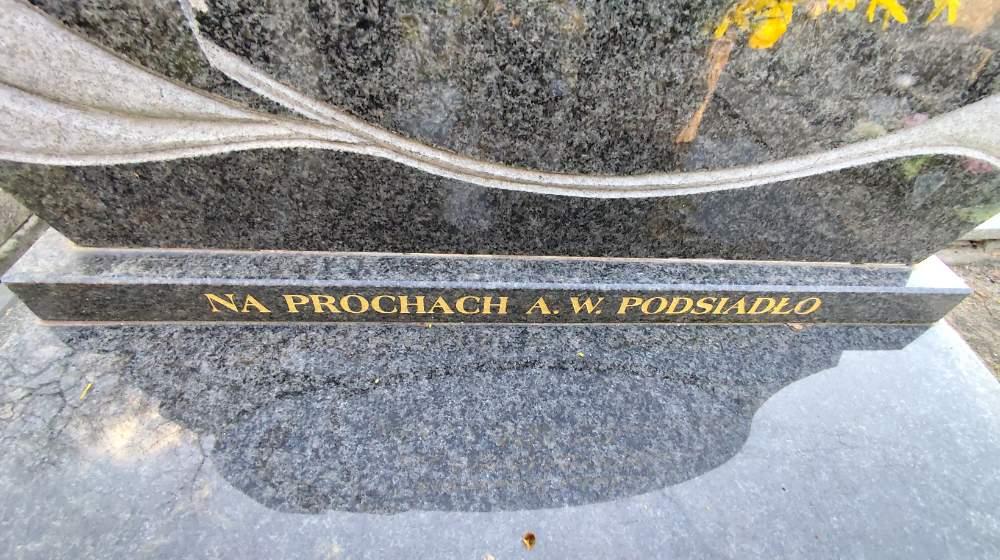 NA PROCHACH A. W. PODSIADŁO